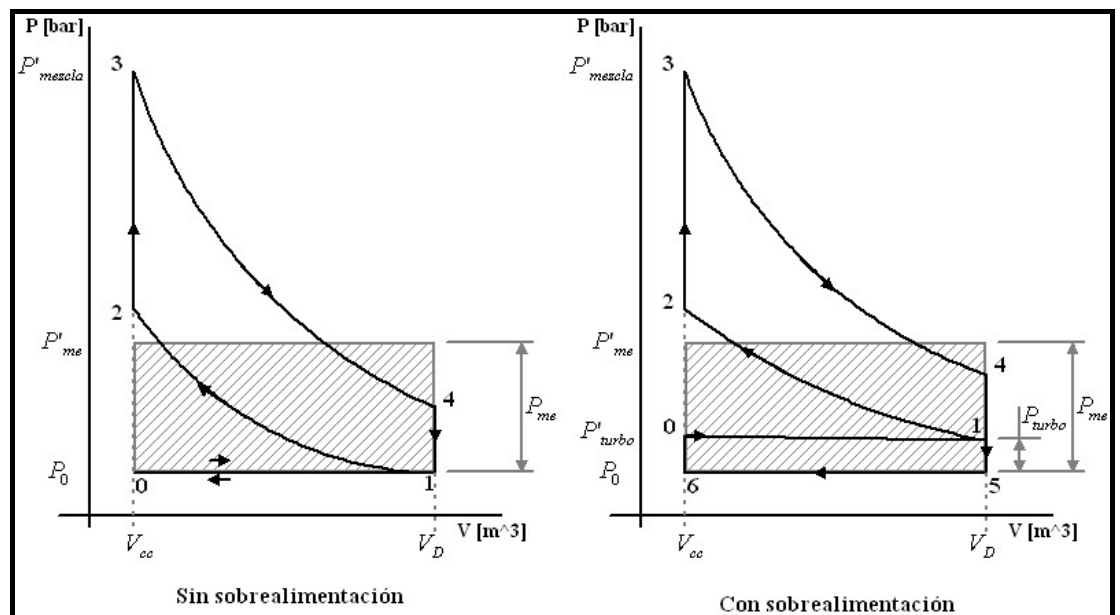 P [bar]
P'mezcla
3
2
P'me
4
Pme
P0
0
1
V [m^3]
Vcc
VD
Sin sobrealimentación
P [bar]
P'mezcla
3
2
P'me
4
Pturbo
Pme
P'turbo
0
1
P0
6
5
V [m^3]
Vcc
VD
Con sobrealimentación